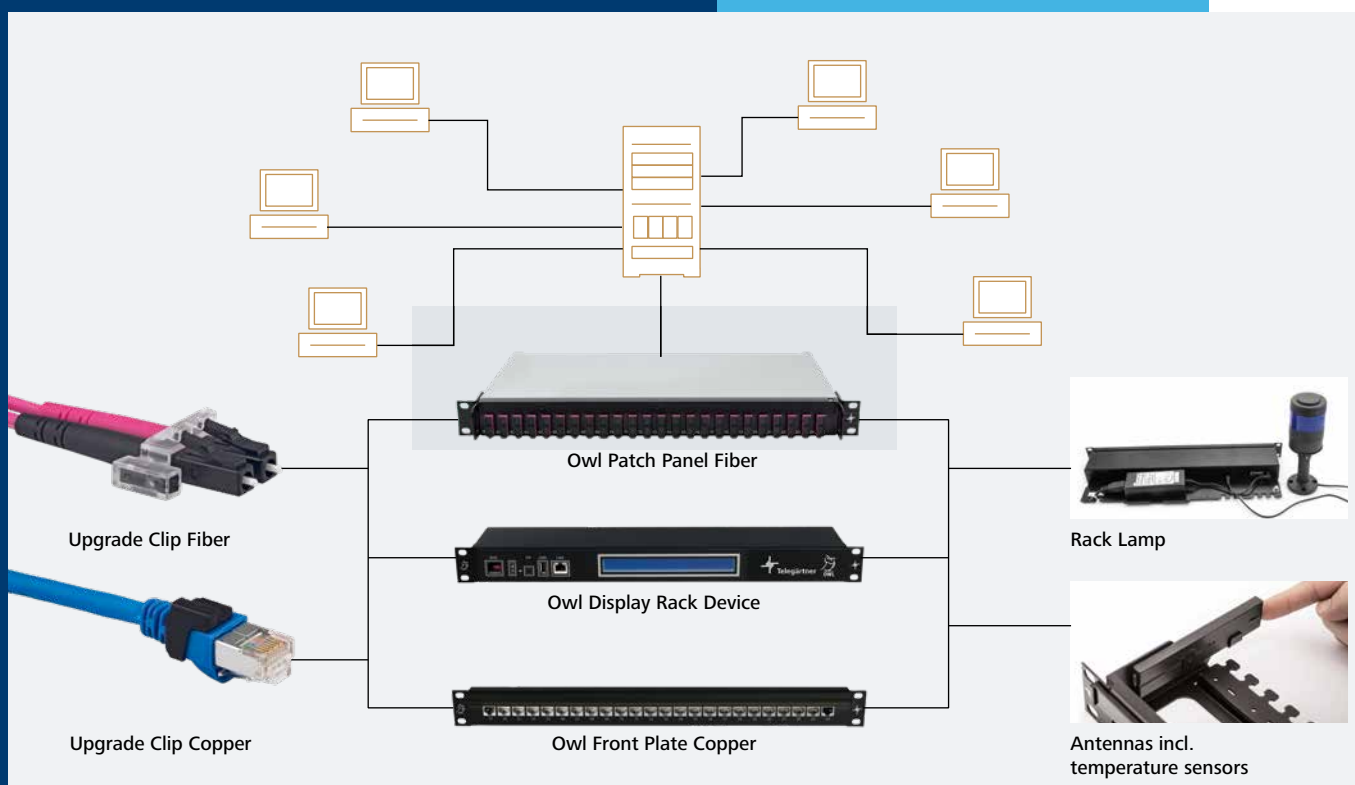 Owl Patch Panel Fiber
Upgrade Clip Fiber
Rack Lamp
Telegärtner
OWL
Owl Display Rack Device
Upgrade Clip Copper
Owl Front Plate Copper
Antennas incl.
temperature sensors